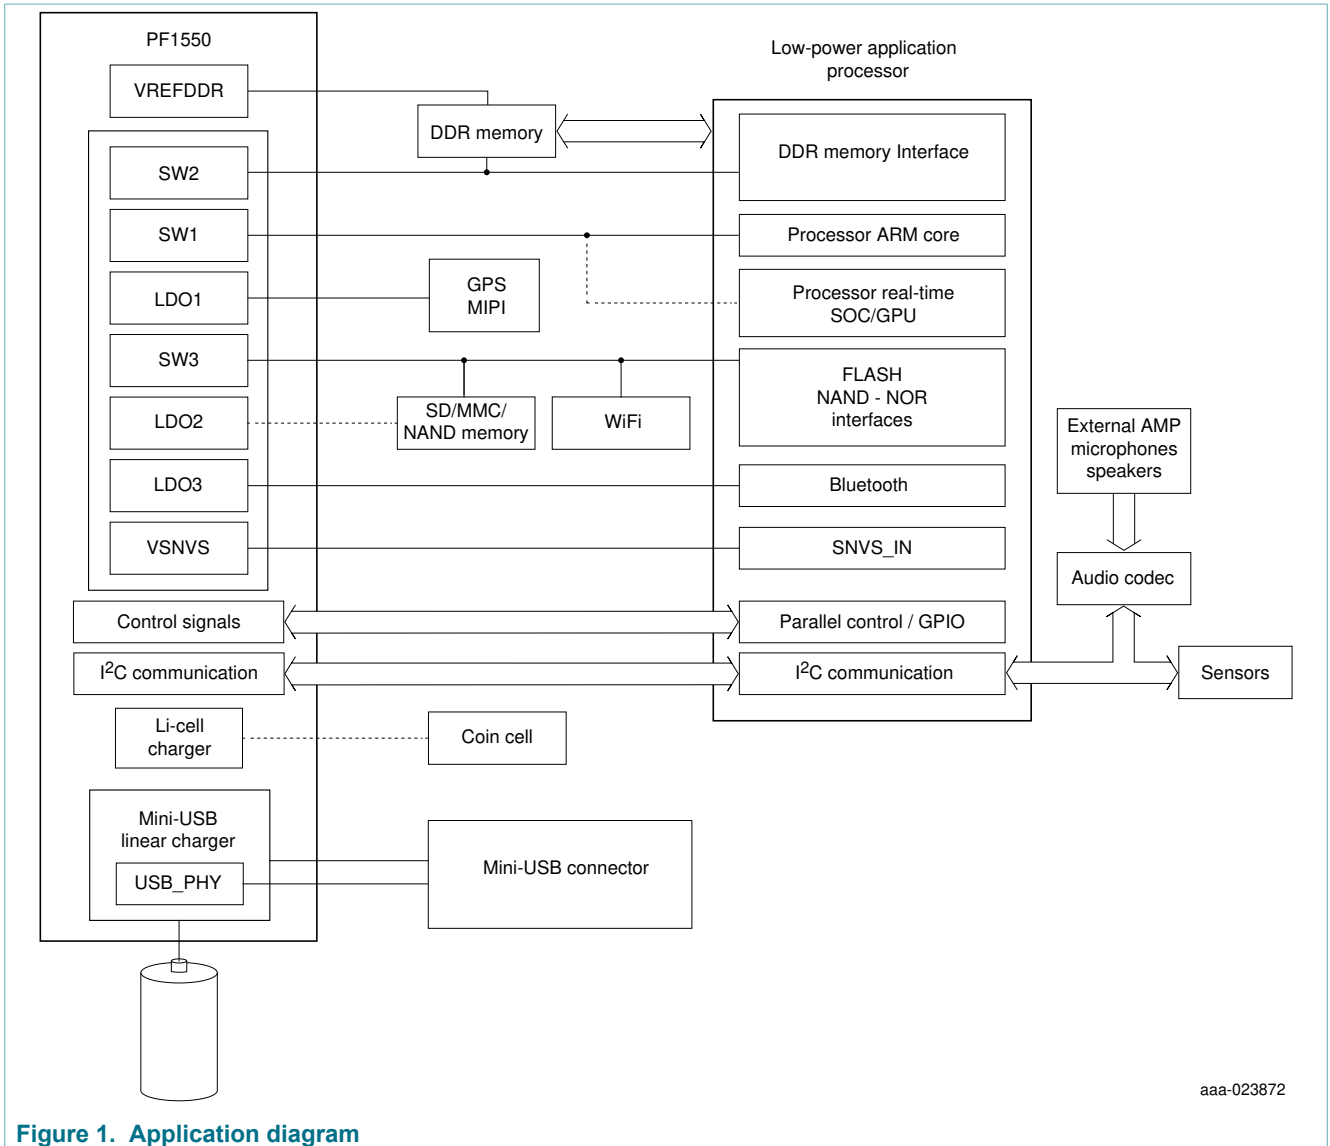 PF1550
VREFDDR
SW2
SW1
LDO1
SW3
LDO2
LDO3
VSNVS
Control signals
I²C communication
Li-cell
charger
Mini-USB
linear charger
USB_PHY
DDR memory
GPS
MIPI
SD/MMC/
NAND memory
WiFi
Coin cell
Mini-USB connector
Low-power application
processor
DDR memory Interface
Processor ARM core
Processor real-time
SOC/GPU
FLASH
NAND - NOR
interfaces
Bluetooth
SNVS_IN
Parallel control / GPIO
I²C communication
External AMP
microphones
speakers
Audio codec
Sensors
aaa-023872
Figure 1. Application diagram